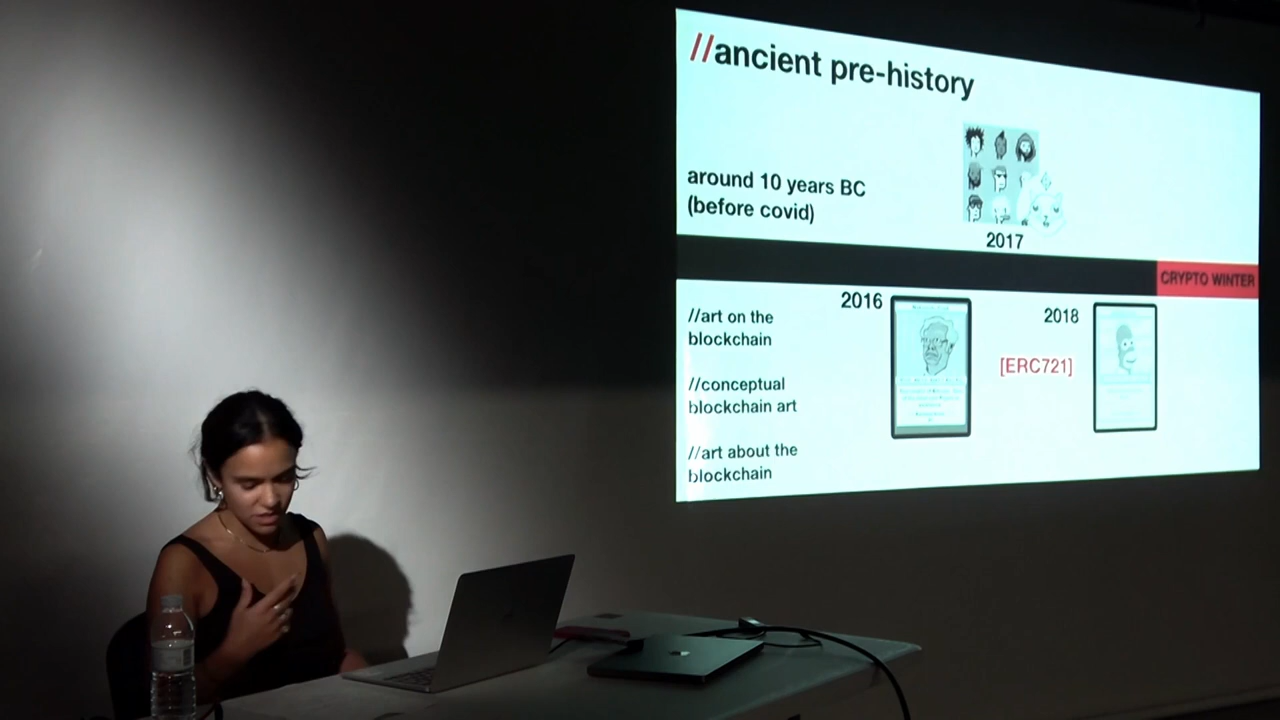 //ancient pre-history
around 10 years BC
(before covid)
2017
CRYPTO WINTER
//art on the
blockchain
//conceptual
blockchain art
//art about the
blockchain
2016
[ERC721]
2018